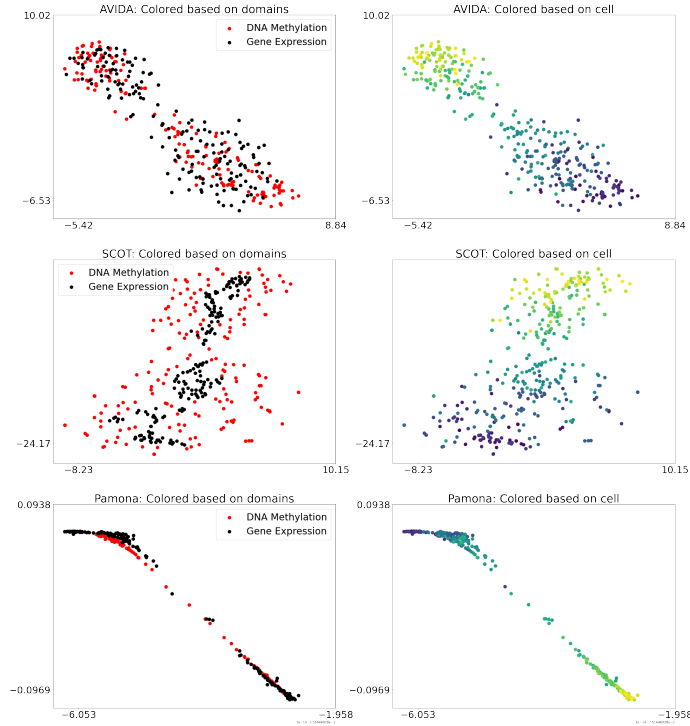 AVIDA: Colored based on domains
10.02
DNA Methylation
Gene Expression
−6.53
−5.42
8.84
AVIDA: Colored based on cell
10.02
−6.53
−5.42
8.84
SCOT: Colored based on domains
DNA Methylation
Gene Expression
−24.17
−8.23
10.15
SCOT: Colored based on cell
−24.17
−8.23
10.15
Pamona: Colored based on domains
0.0938
DNA Methylation
Gene Expression
−0.0969
−6.053
−1.958
Pamona: Colored based on cell
0.0938
−0.0969
−6.053
−1.958